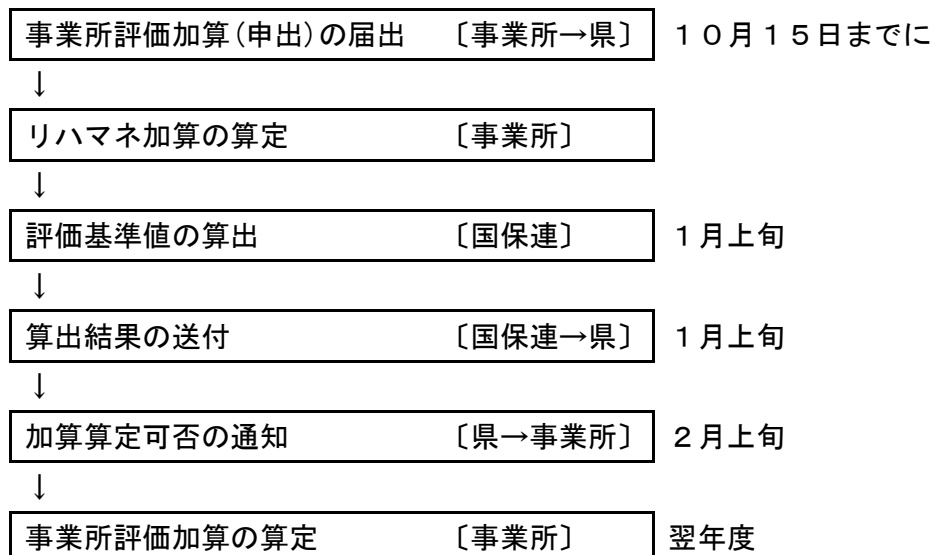 事業所評価加算(申出)の届出　〔事業所→県〕　１０月１５日までに
↓
リハマネ加算の算定　〔事業所〕
↓
評価基準値の算出　〔国保連〕　１月上旬
↓
算出結果の送付　〔国保連→県〕　１月上旬
↓
加算算定可否の通知　〔県→事業所〕　２月上旬
↓
事業所評価加算の算定　〔事業所〕　翌年度